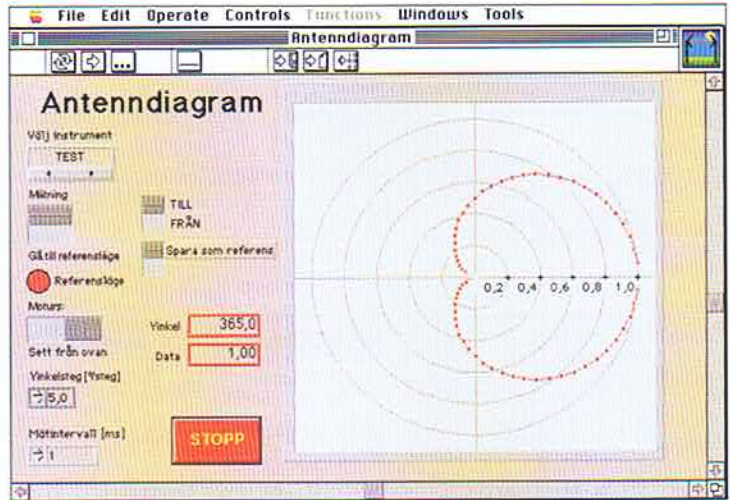 File Edit Operate Controls Functions Windows Tools
Antenndiagram
...
Antenndiagram
Välj instrument
TEST
Mätning
TILL
FRÅN
Gå till referensläge
Spara som referens
Referensläge
Moturs
Vinkel 365,0
Sett från ovan
Data 1,00
Vinkelsteg [°/steg]
5,0
Mätintervall [ms]
1
STOPP
0,2 0,4 0,6 0,8 1,0